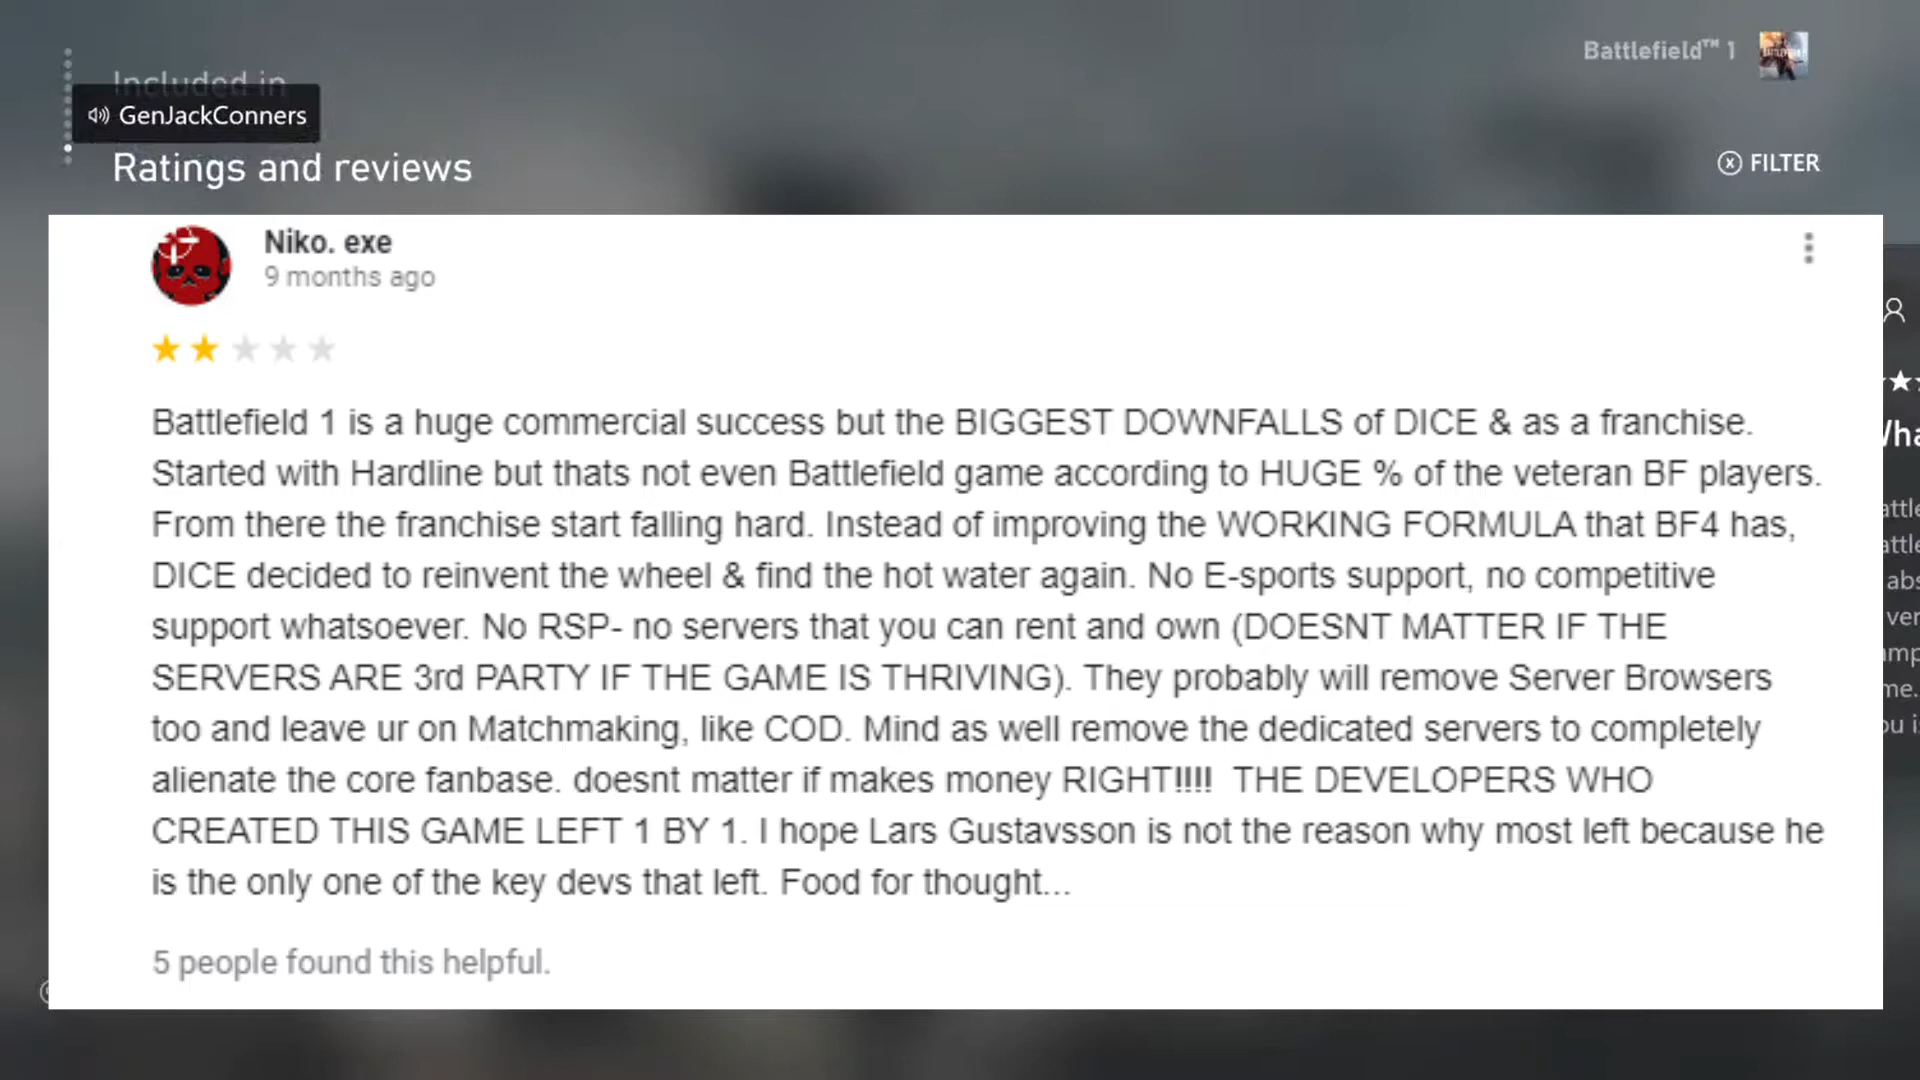 Battlefield™ 1
Included in
GenJackConners
Ratings and reviews
FILTER
Niko. exe
9 months ago
Battlefield 1 is a huge commercial success but the BIGGEST DOWNFALLS of DICE & as a franchise.
Started with Hardline but thats not even Battlefield game according to HUGE % of the veteran BF players.
From there the franchise start falling hard. Instead of improving the WORKING FORMULA that BF4 has,
DICE decided to reinvent the wheel & find the hot water again. No E-sports support, no competitive
support whatsoever. No RSP- no servers that you can rent and own (DOESNT MATTER IF THE
SERVERS ARE 3rd PARTY IF THE GAME IS THRIVING). They probably will remove Server Browsers
too and leave ur on Matchmaking, like COD. Mind as well remove the dedicated servers to completely
alienate the core fanbase. doesnt matter if makes money RIGHT!!!! THE DEVELOPERS WHO
CREATED THIS GAME LEFT 1 BY 1. I hope Lars Gustavsson is not the reason why most left because he
is the only one of the key devs that left. Food for thought...
5 people found this helpful.